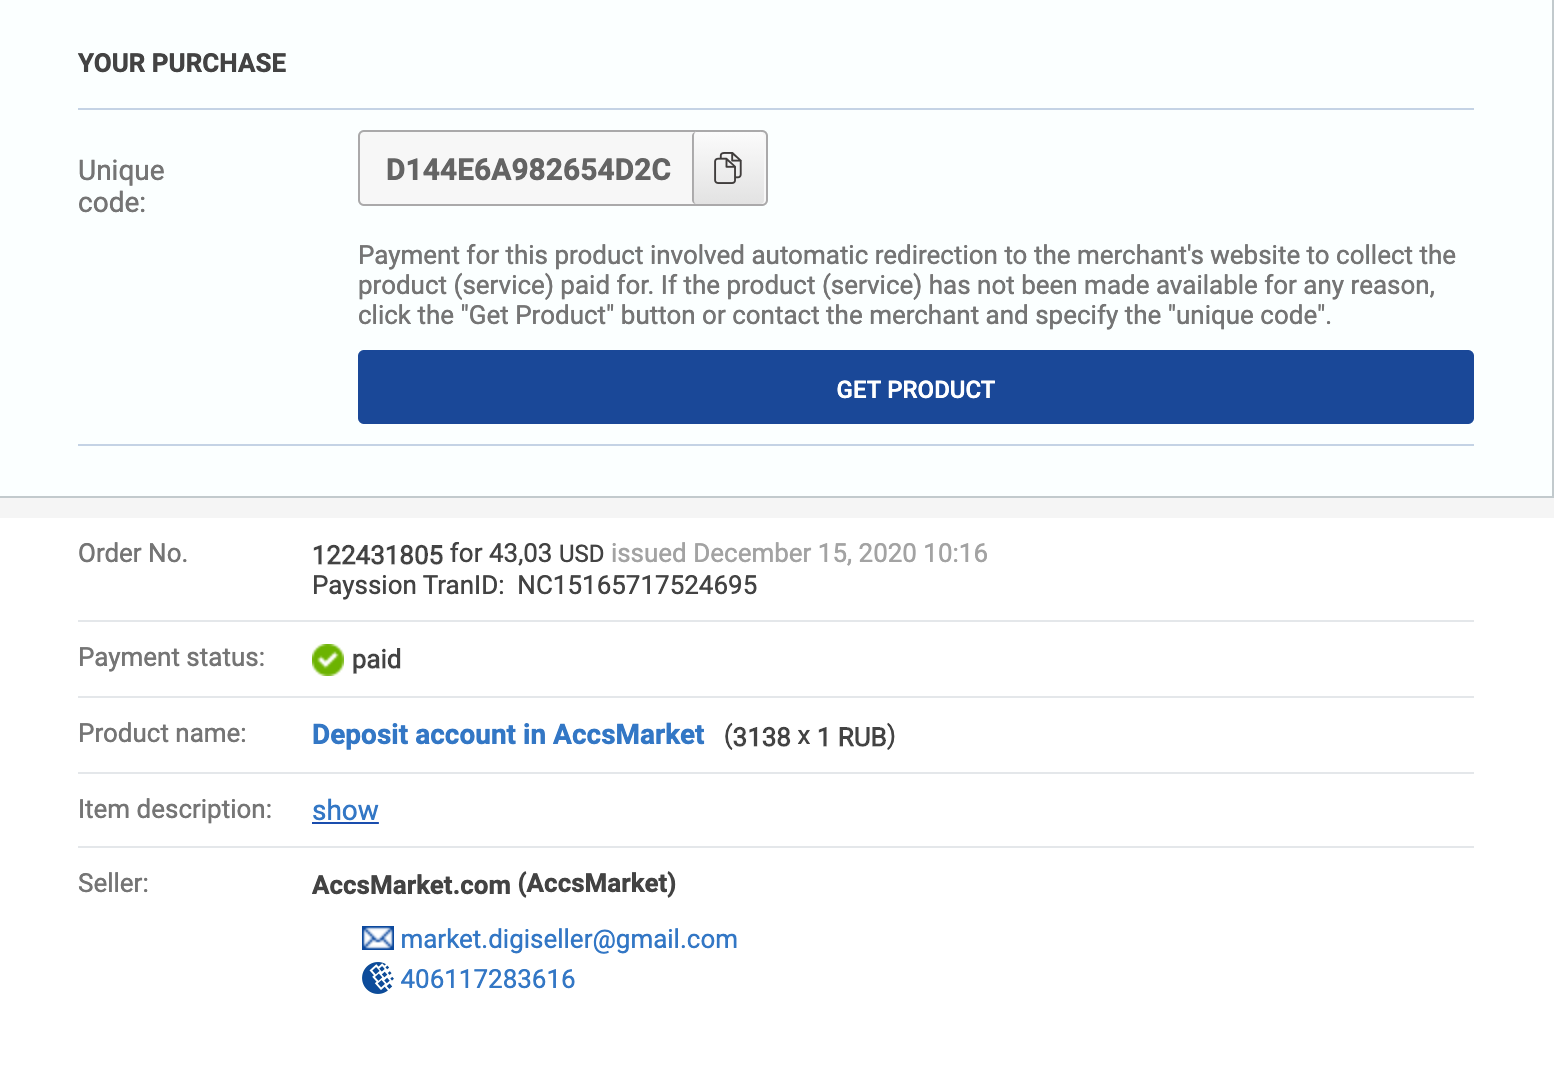 YOUR PURCHASE
Unique
code:
D144E6A982654D2C
Payment for this product involved automatic redirection to the merchant's website to collect the
product (service) paid for. If the product (service) has not been made available for any reason,
click the "Get Product" button or contact the merchant and specify the "unique code".
GET PRODUCT
Order No.
122431805 for 43,03 USD issued December 15, 2020 10:16
Payssion TranID: NC15165717524695
Payment status:
paid
Product name:
Deposit account in AccsMarket (3138 x 1 RUB)
Item description:
show
Seller:
AccsMarket.com (AccsMarket)
market.digiseller@gmail.com
406117283616